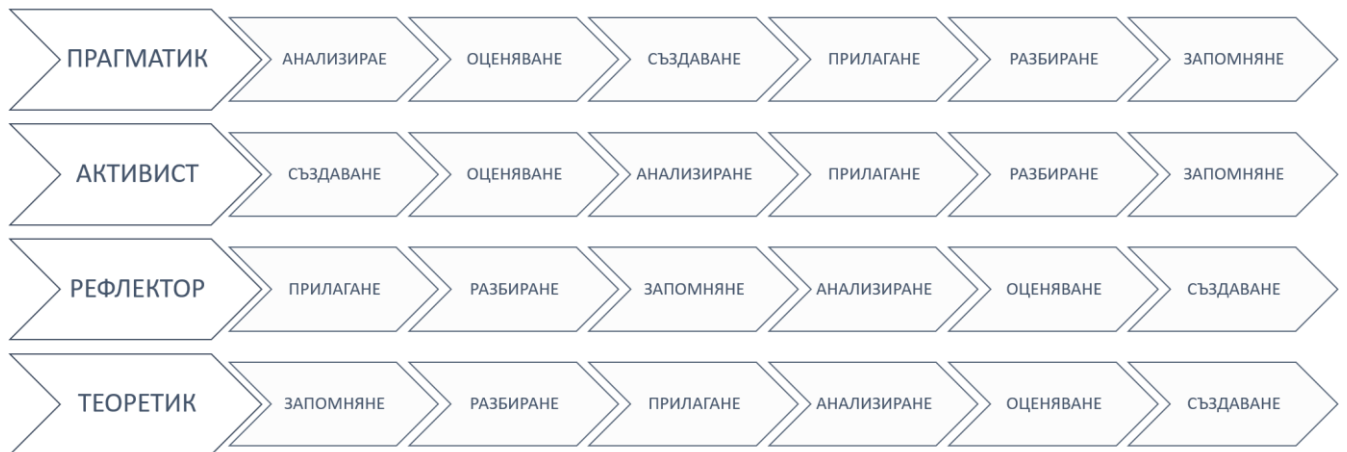 ПРАГМАТИК АНАЛИЗИРАЕ ОЦЕНЯВАНЕ СЪЗДАВАНЕ ПРИЛАГАНЕ РАЗБИРАНЕ ЗАПОМНЯНЕ
АКТИВИСТ СЪЗДАВАНЕ ОЦЕНЯВАНЕ АНАЛИЗИРАНЕ ПРИЛАГАНЕ РАЗБИРАНЕ ЗАПОМНЯНЕ
РЕФЛЕКТОР ПРИЛАГАНЕ РАЗБИРАНЕ ЗАПОМНЯНЕ АНАЛИЗИРАНЕ ОЦЕНЯВАНЕ СЪЗДАВАНЕ
ТЕОРЕТИК ЗАПОМНЯНЕ РАЗБИРАНЕ ПРИЛАГАНЕ АНАЛИЗИРАНЕ ОЦЕНЯВАНЕ СЪЗДАВАНЕ